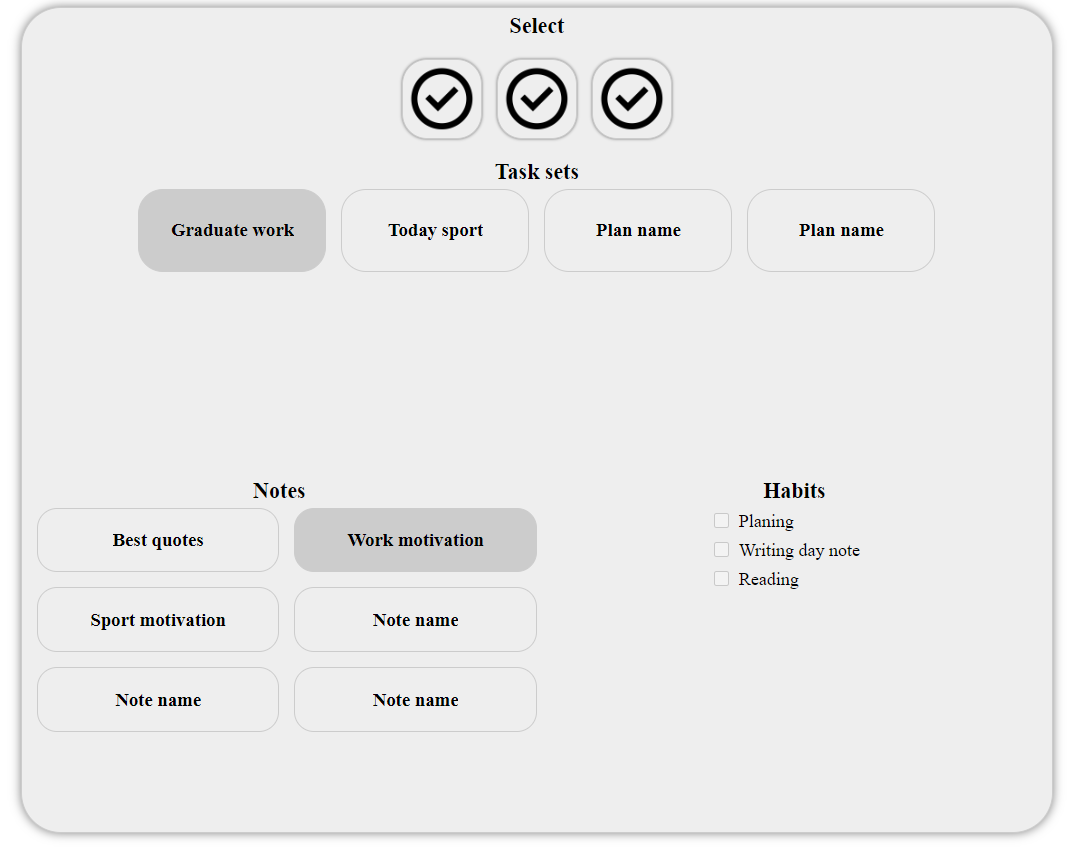 Select
Task sets
Graduate work
Today sport
Plan name
Plan name
Notes
Best quotes
Work motivation
Sport motivation
Note name
Note name
Note name
Habits
Planing
Writing day note
Reading